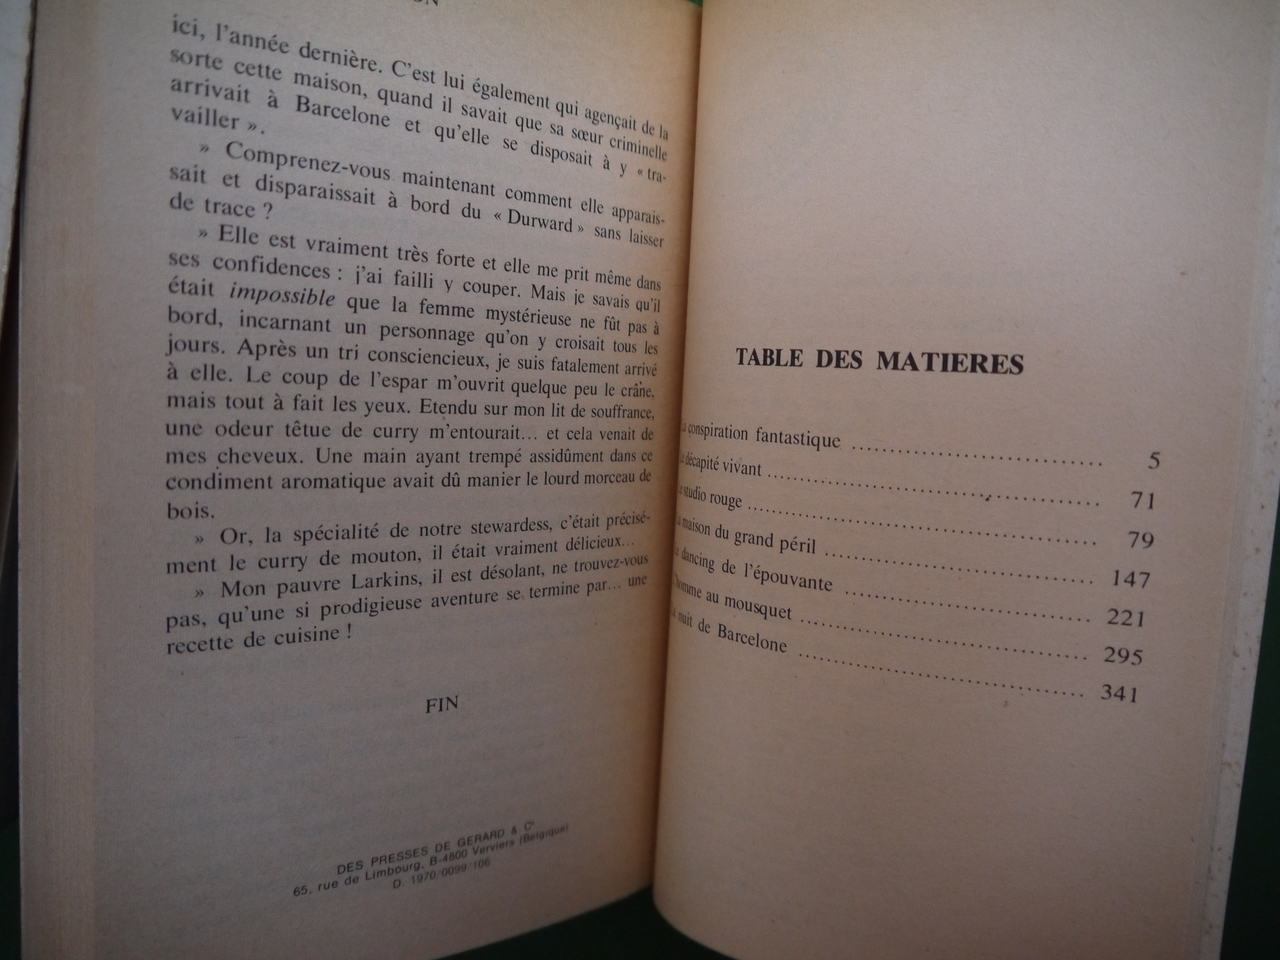 ici, l'année dernière. C'est lui également qui agençait de la
sorte cette maison, quand il savait que sa sœur criminelle
arrivait à Barcelone et qu'elle se disposait à y « tra-
vailler ».
» Comprenez-vous maintenant comment elle apparais-
sait et disparaissait à bord du « Durward » sans laisser
de trace ?
» Elle est vraiment très forte et elle me prit même dans
ses confidences : j'ai failli y couper. Mais je savais qu'il
était impossible que la femme mystérieuse ne fût pas à
bord, incarnant un personnage qu'on y croisait tous les
jours. Après un tri consciencieux, je suis fatalement arrivé
à elle. Le coup de l'espar m'ouvrit quelque peu le crâne,
mais tout à fait les yeux. Etendu sur mon lit de souffrance,
une odeur têtue de curry m'entourait... et cela venait de
mes cheveux. Une main ayant trempé assidûment dans ce
condiment aromatique avait dû manier le lourd morceau de
bois.
» Or, la spécialité de notre stewardess, c'était précisé-
ment le curry de mouton, il était vraiment délicieux...
» Mon pauvre Larkins, il est désolant, ne trouvez-vous
pas, qu'une si prodigieuse aventure se termine par... une
recette de cuisine !
FIN
DES PRESSES DE GERARD & Cº
65, rue de Limbourg, B-4800 Verviers (Belgique)
D. 1970/0099/106
TABLE DES MATIERES
conspiration fantastique .............................. 5
décapité vivant .............................. 71
studio rouge .............................. 79
maison du grand péril .............................. 147
dancing de l'épouvante .............................. 221
homme au mousquet .............................. 295
nuit de Barcelone .............................. 341